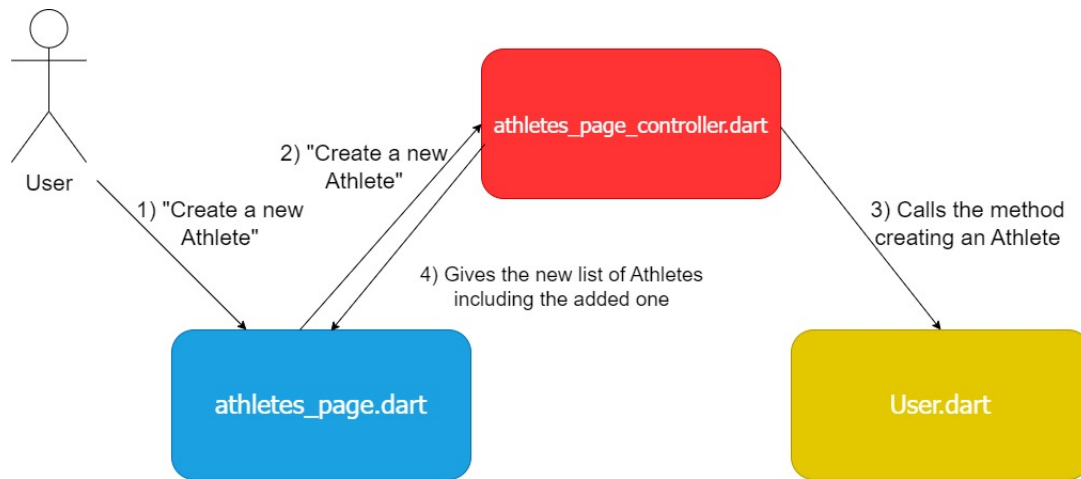 athletes_page_controller.dart
User
1) "Create a new
Athlete"
2) "Create a new
Athlete"
3) Calls the method
creating an Athlete
4) Gives the new list of Athletes
including the added one
athletes_page.dart
User.dart